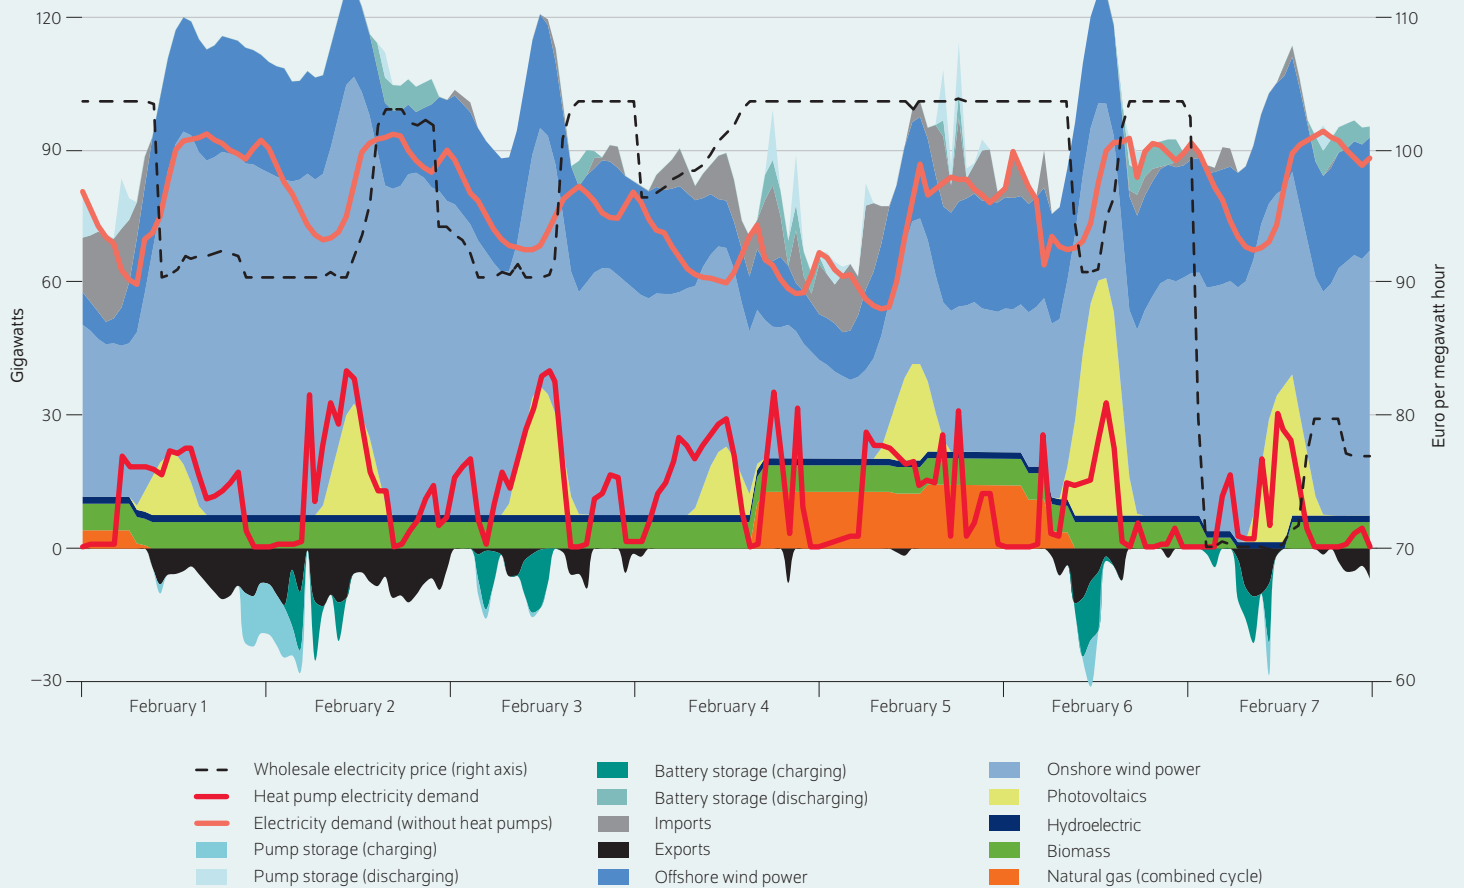 120
110
90
100
60
90
30
80
0
70
−30
60
Gigawatts
Euro per megawatt hour
February 1
February 2
February 3
February 4
February 5
February 6
February 7
Wholesale electricity price (right axis)
Heat pump electricity demand
Electricity demand (without heat pumps)
Pump storage (charging)
Pump storage (discharging)
Battery storage (charging)
Battery storage (discharging)
Imports
Exports
Offshore wind power
Onshore wind power
Photovoltaics
Hydroelectric
Biomass
Natural gas (combined cycle)